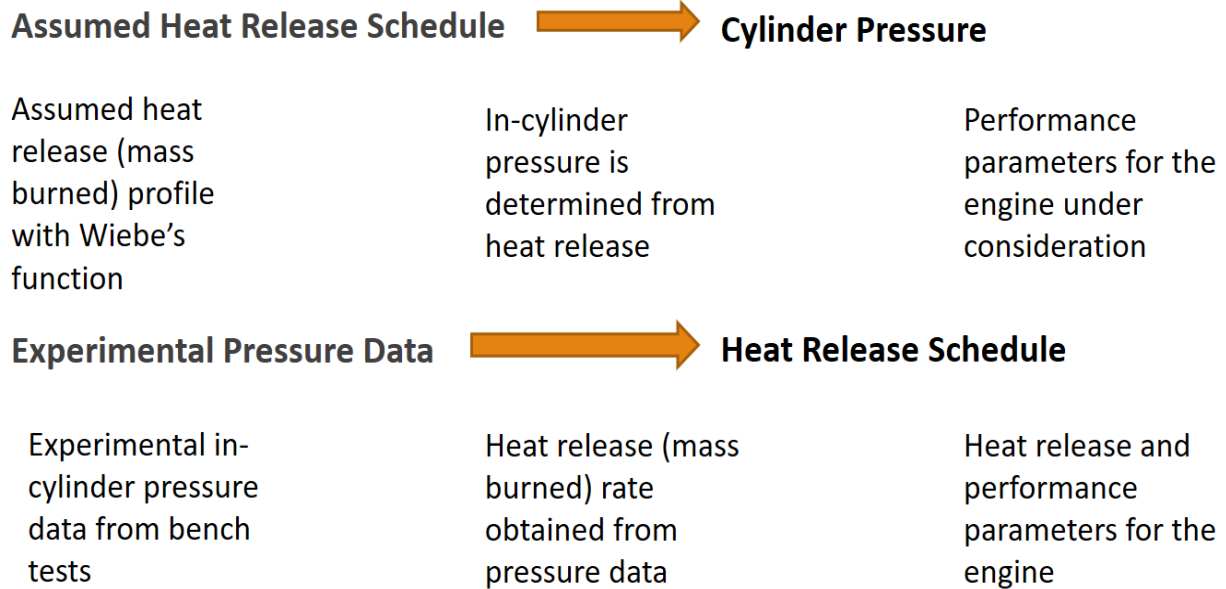 Assumed Heat Release Schedule
Cylinder Pressure
Assumed heat
release (mass
burned) profile
with Wiebe’s
function
In-cylinder
pressure is
determined from
heat release
Performance
parameters for the
engine under
consideration
Experimental Pressure Data
Heat Release Schedule
Experimental in-
cylinder pressure
data from bench
tests
Heat release (mass
burned) rate
obtained from
pressure data
Heat release and
performance
parameters for the
engine